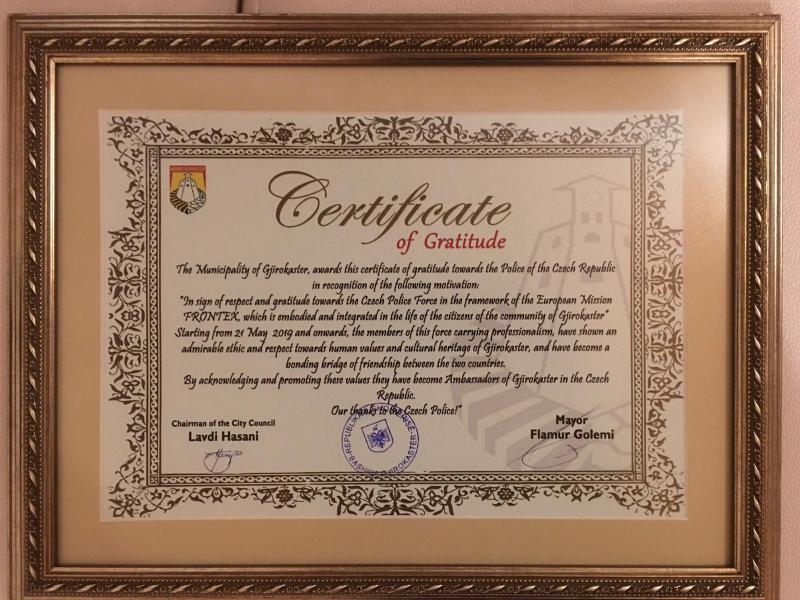 Certificate
of Gratitude
The Municipality of Gjirokaster, awards this certificate of gratitude towards the Police of the Czech Republic
in recognition of the following motivation:
"In sign of respect and gratitude towards the Czech Police Force in the framework of the European Mission
FRONTEX, which is embodied and integrated in the life of the citizens of the community of Gjirokaster"
Starting from 21 May 2019 and onwards, the members of this force carrying professionalism, have shown an
admirable ethic and respect towards human values and cultural heritage of Gjirokaster, and have become a
bonding bridge of friendship between the two countries.
By acknowledging and promoting these values they have become Ambassadors of Gjirokaster in the Czech
Republic.
Our thanks to the Czech Police!"
Chairman of the City Council
Lavdi Hasani
Mayor
Flamur Golemi